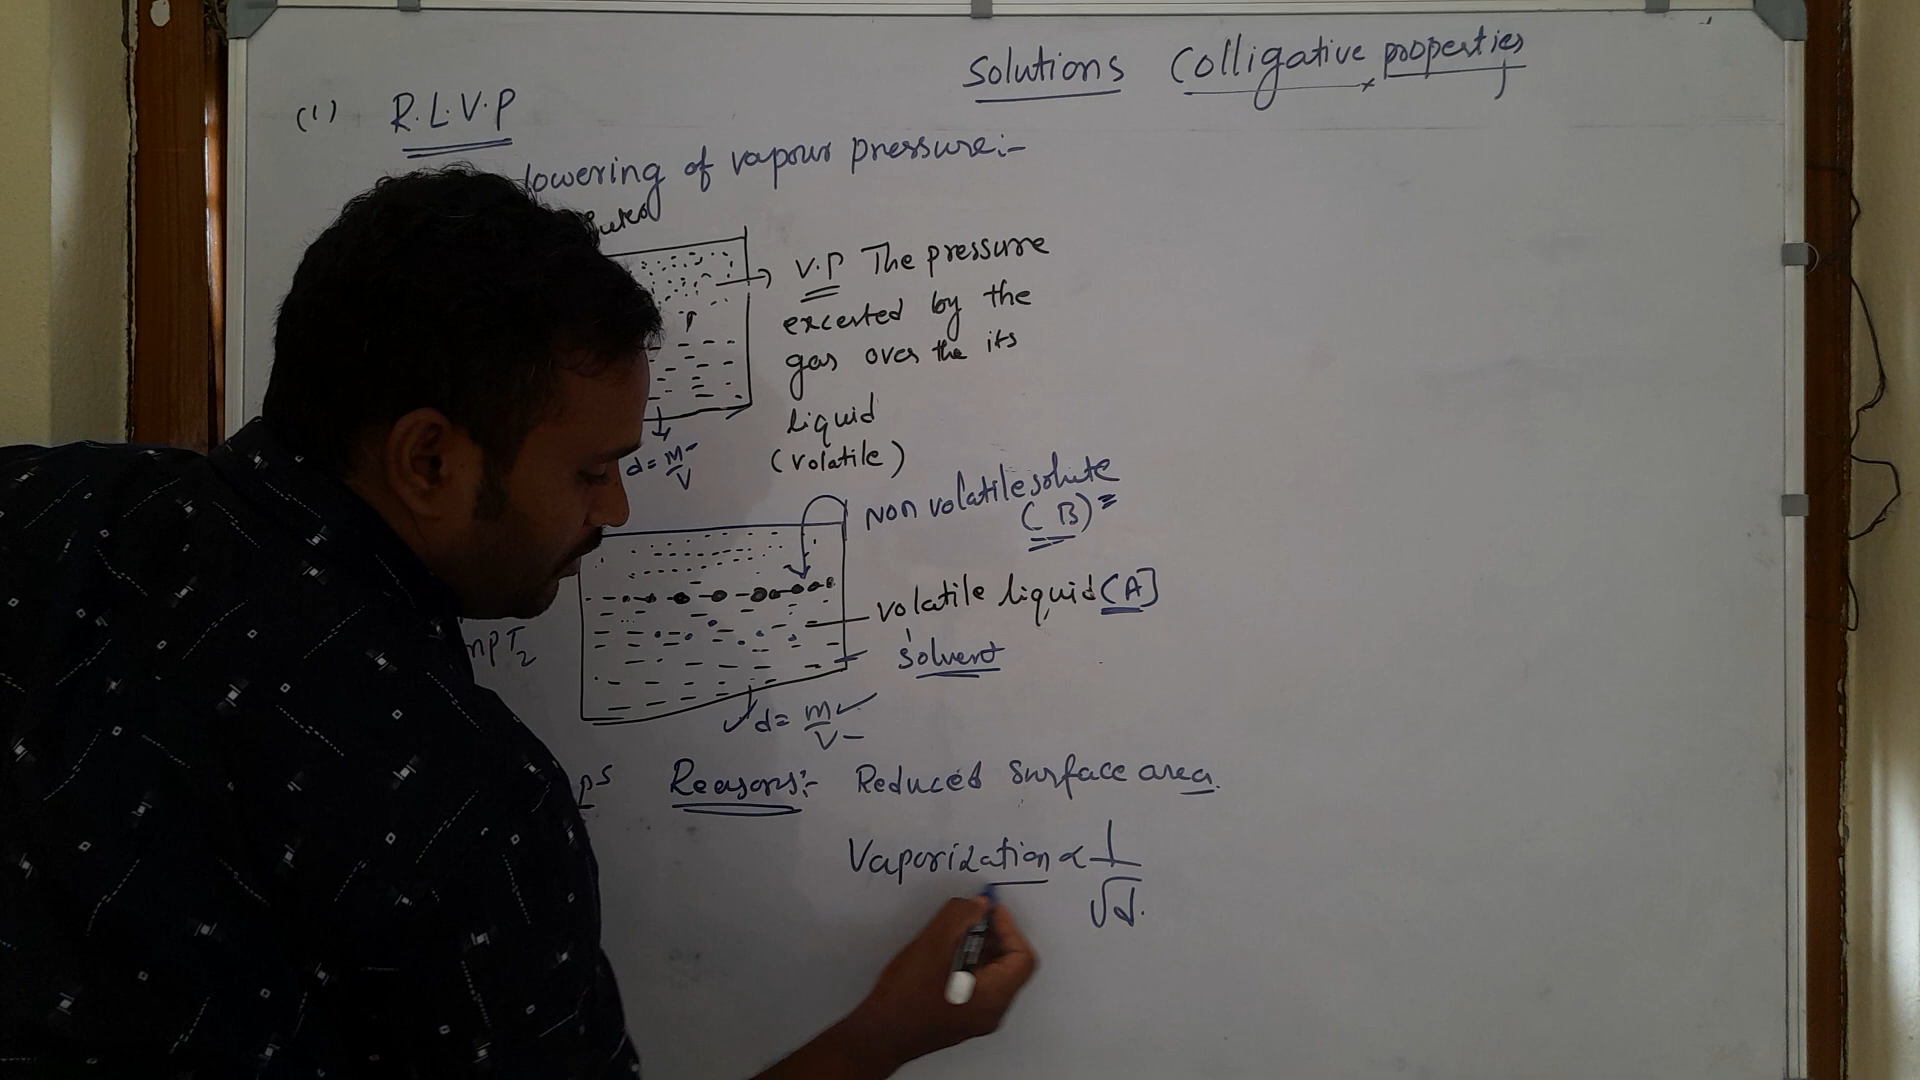 Solutions Colligative properties
(1) R.L.V.P
lowering of vapour pressure:-
V.P The pressure
excerted by the
gas over the its
liquid
(volatile)
d = M/V
Non volatile solute
(B)
volatile liquid (A]
solvent
d = m/V
ps Reasons:- Reduced Surface area.
Vaporization ∝ 1/√d.